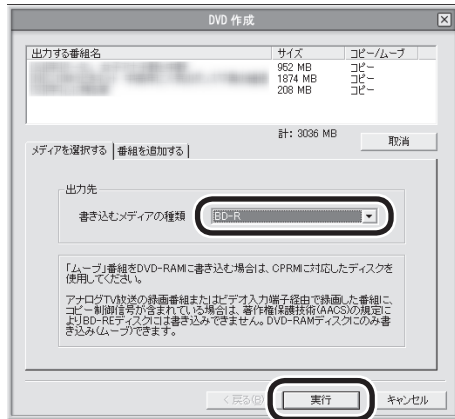 DVD 作成
出力する番組名 サイズ コピー/ムーブ
952 MB コピー
1874 MB コピー
208 MB コピー
計: 3036 MB
取消
メディアを選択する 番組を追加する
出力先
書き込むメディアの種類 BD-R
「ムーブ」番組をDVD-RAMに書き込む場合は、CPRMに対応したディスクを
使用してください。
アナログTV放送の録画番組またはビデオ入力端子経由で録画した番組に、
コピー制御信号が含まれている場合は、著作権保護技術(AACS)の規定に
よりBD-REディスクには書き込みできません。DVD-RAMディスクにのみ書
き込み(ムーブ)できます。
< 戻る(B) 実行 キャンセル